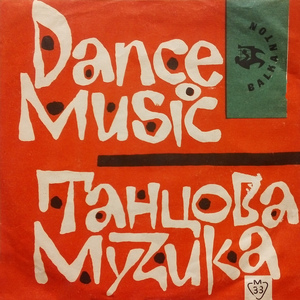 Dance
BALKANTON
Music
Танцова
Музика
М
33